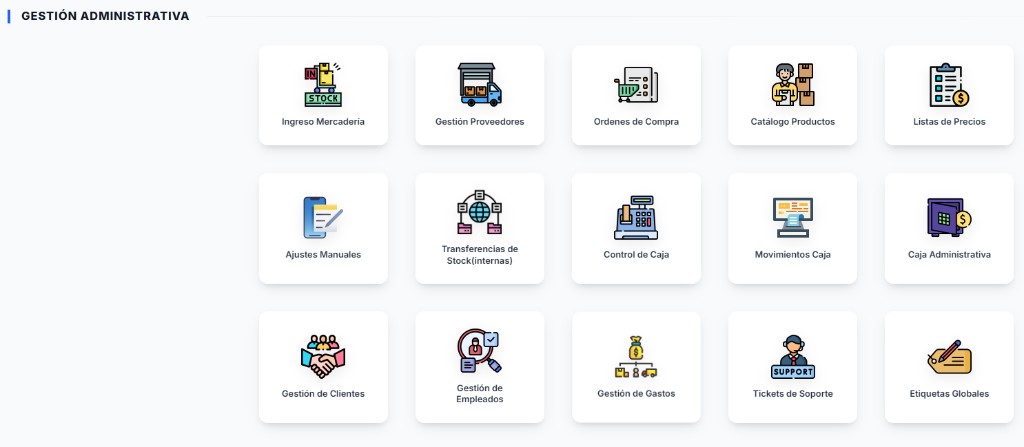 GESTIÓN ADMINISTRATIVA
IN
STOCK
Ingreso Mercadería
Gestión Proveedores
Ordenes de Compra
Catálogo Productos
Listas de Precios
Ajustes Manuales
Transferencias de
Stock(internas)
Control de Caja
Movimientos Caja
Caja Administrativa
Gestión de Clientes
Gestión de
Empleados
Gestión de Gastos
SUPPORT
Tickets de Soporte
Etiquetas Globales